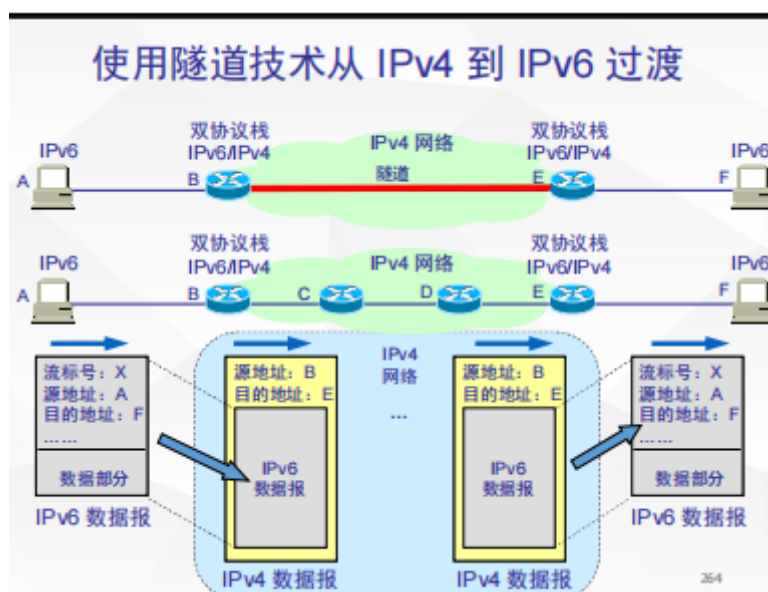 使用隧道技术从 IPv4 到 IPv6 过渡
IPv6
双协议栈
IPv6/IPv4
IPv4 网络
双协议栈
IPv6/IPv4
IPv6
A
B
隧道
E
F
IPv6
双协议栈
IPv6/IPv4
IPv4 网络
双协议栈
IPv6/IPv4
IPv6
A
B
C
D
E
F
流标号：X
源地址：A
目的地址：F
……
数据部分
IPv6 数据报
源地址：B
目的地址：E
IPv6
数据报
IPv4 数据报
IPv4
网络
…
源地址：B
目的地址：E
IPv6
数据报
IPv4 数据报
流标号：X
源地址：A
目的地址：F
……
数据部分
IPv6 数据报
264